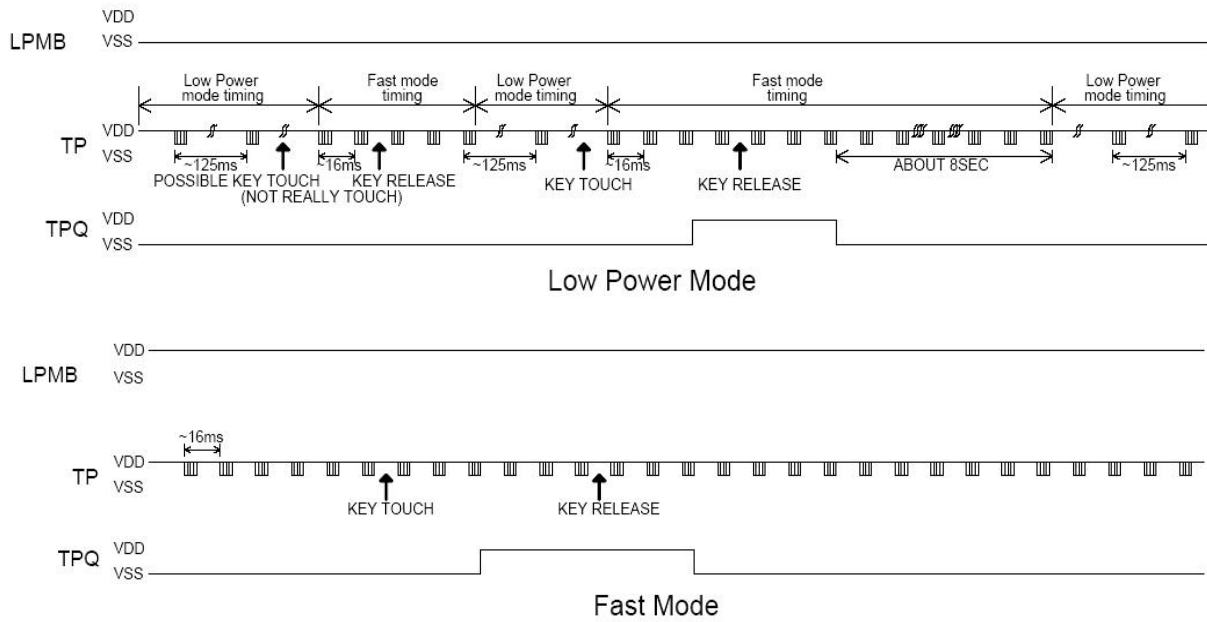 VDD
LPMB
VSS
Low Power mode timing
Fast mode timing
Low Power mode timing
Fast mode timing
Low Power mode timing
VDD
TP
VSS
~125ms
~16ms
~125ms
~16ms
ABOUT 8SEC
~125ms
POSSIBLE KEY TOUCH
(NOT REALLY TOUCH)
KEY RELEASE
KEY TOUCH
KEY RELEASE
VDD
TPQ
VSS
Low Power Mode
VDD
LPMB
VSS
~16ms
VDD
TP
VSS
KEY TOUCH
KEY RELEASE
VDD
TPQ
VSS
Fast Mode